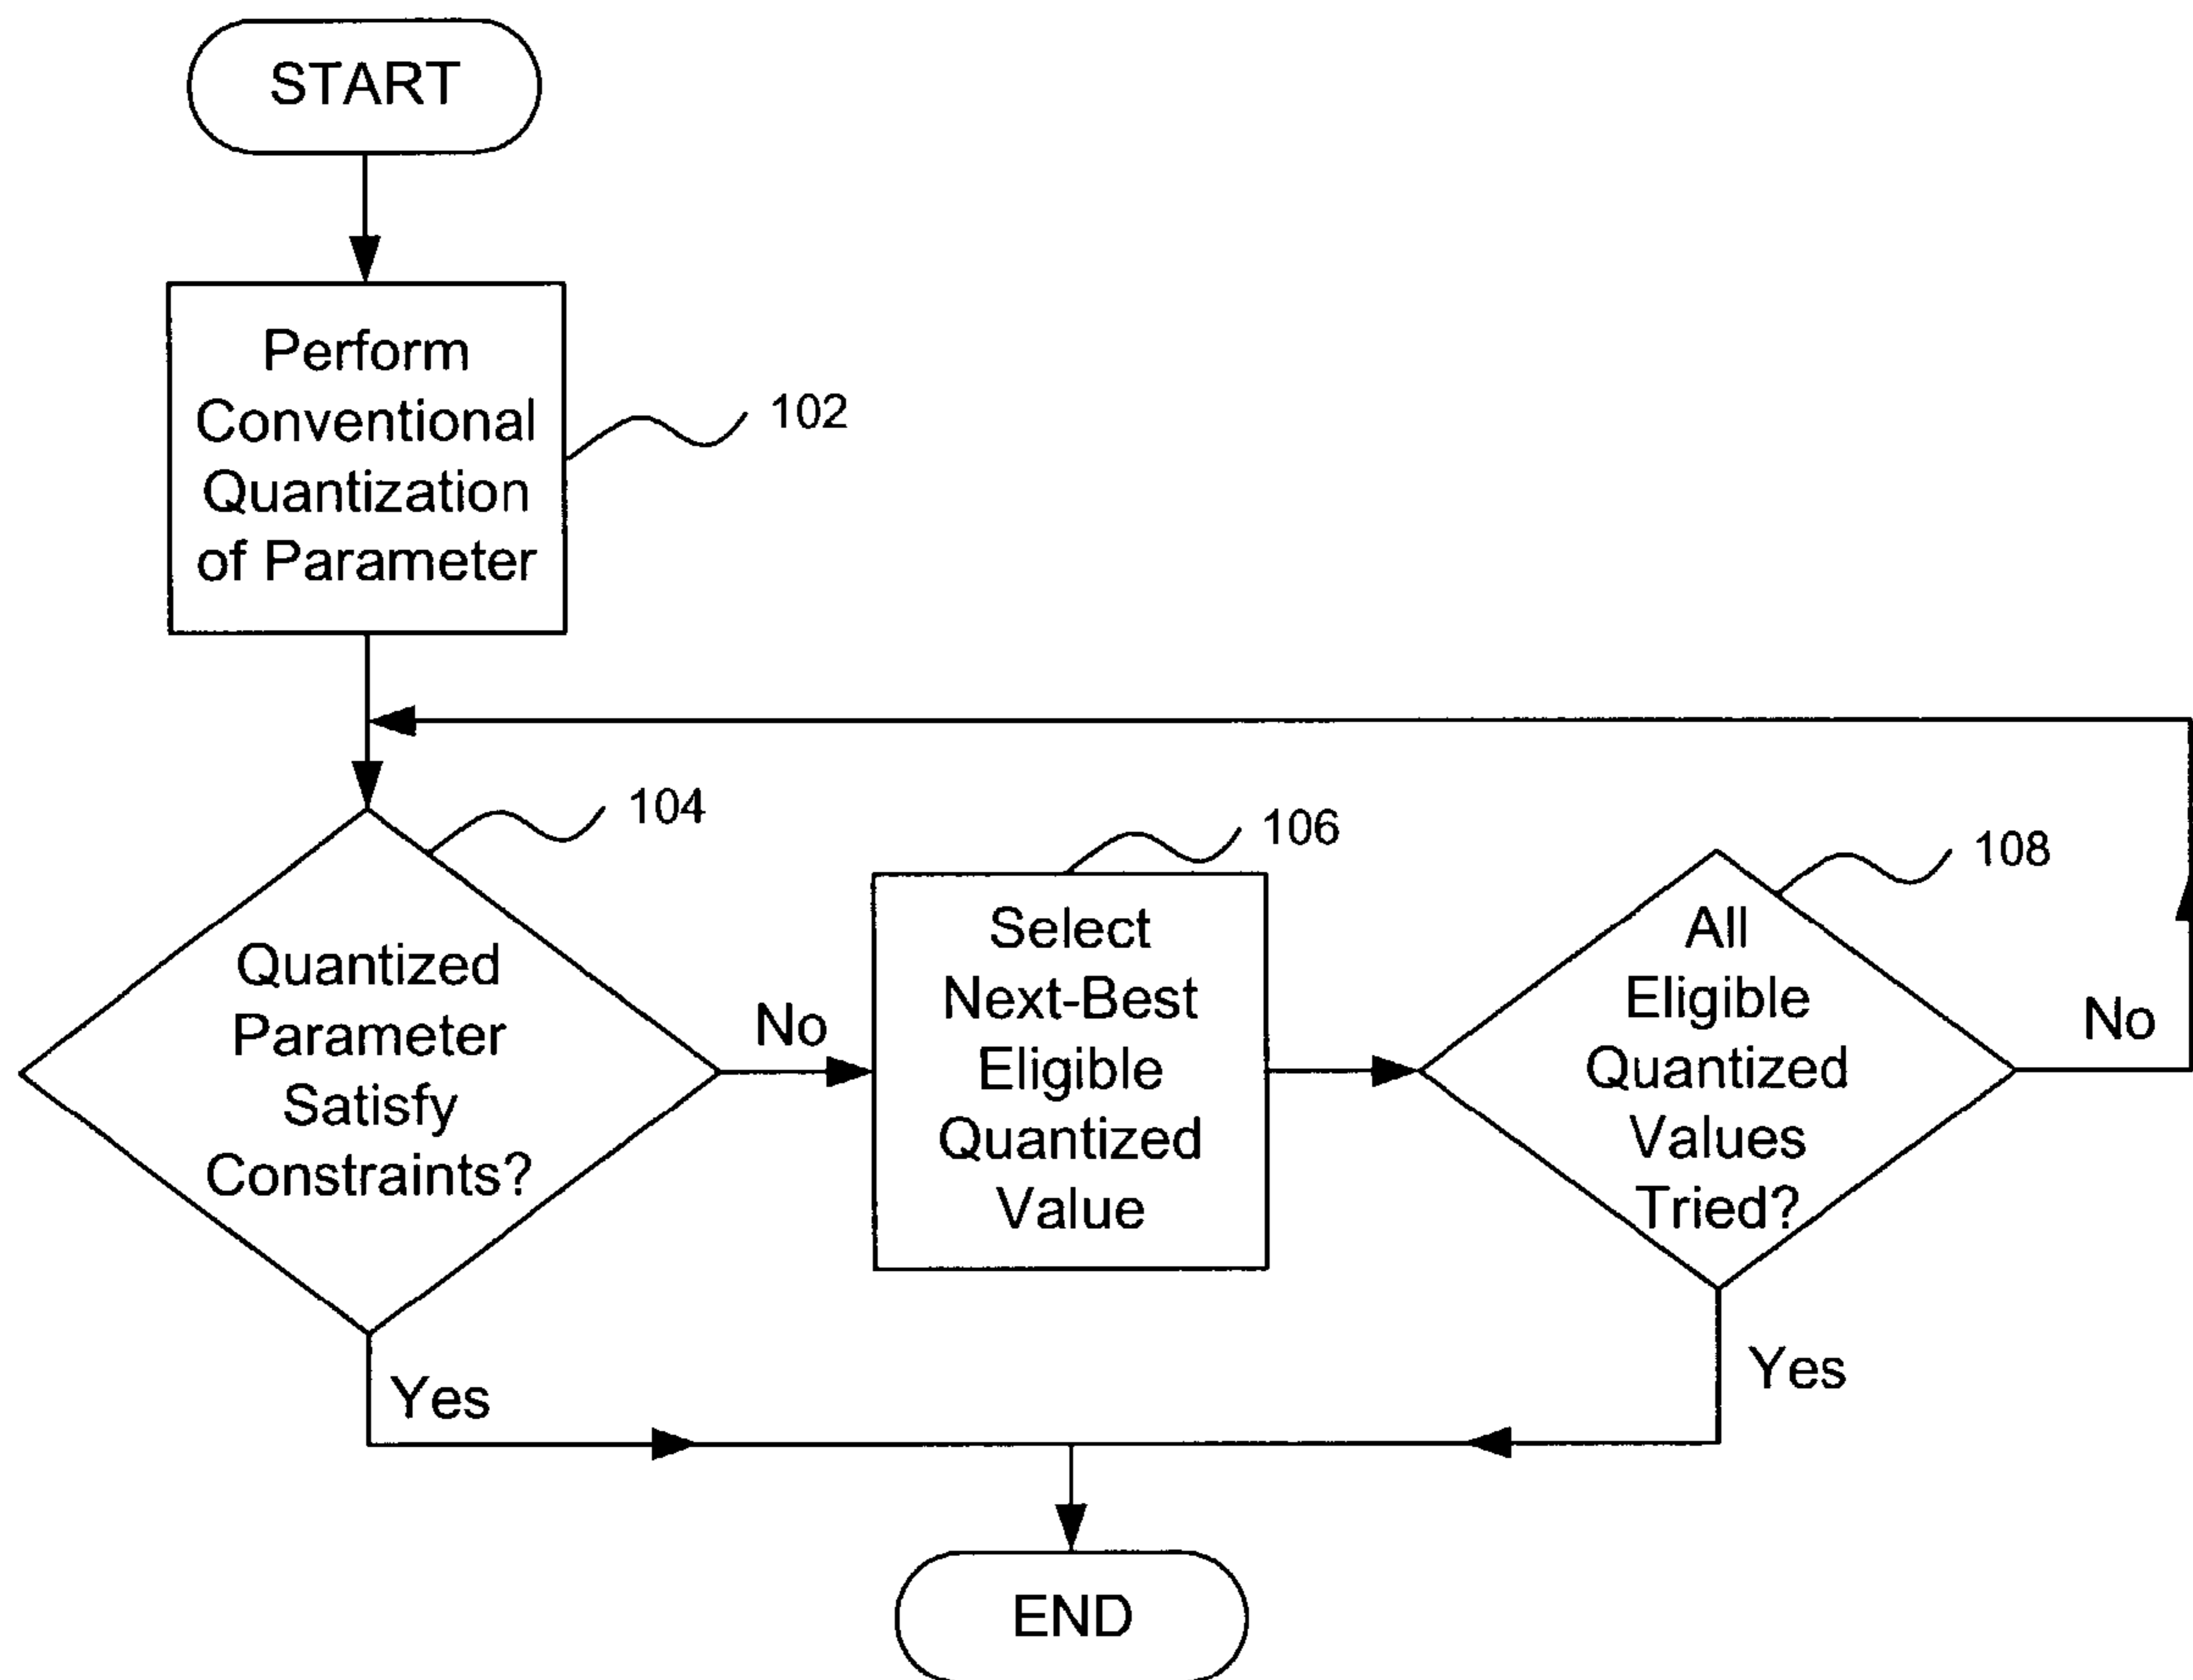 START
Perform
Conventional
Quantization
of Parameter
102
104
Quantized
Parameter
Satisfy
Constraints?
No
106
Select
Next-Best
Eligible
Quantized
Value
108
All
Eligible
Quantized
Values
Tried?
No
Yes
Yes
END